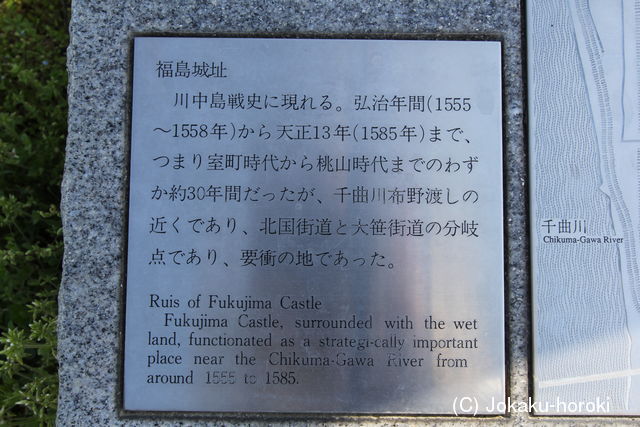 福島城址
川中島戦史に現れる。弘治年間(1555
～1558年)から天正13年(1585年)まで、
つまり室町時代から桃山時代までのわず
か約30年間だったが、千曲川布野渡しの
近くであり、北国街道と大笹街道の分岐
点であり、要衝の地であった。
Ruis of Fukujima Castle
Fukujima Castle, surrounded with the wet
land, functionated as a strategi-cally important
place near the Chikuma-Gawa River from
around 1555 to 1585.
千曲川
Chikuma-Gawa River
(C) Jokaku-horoki